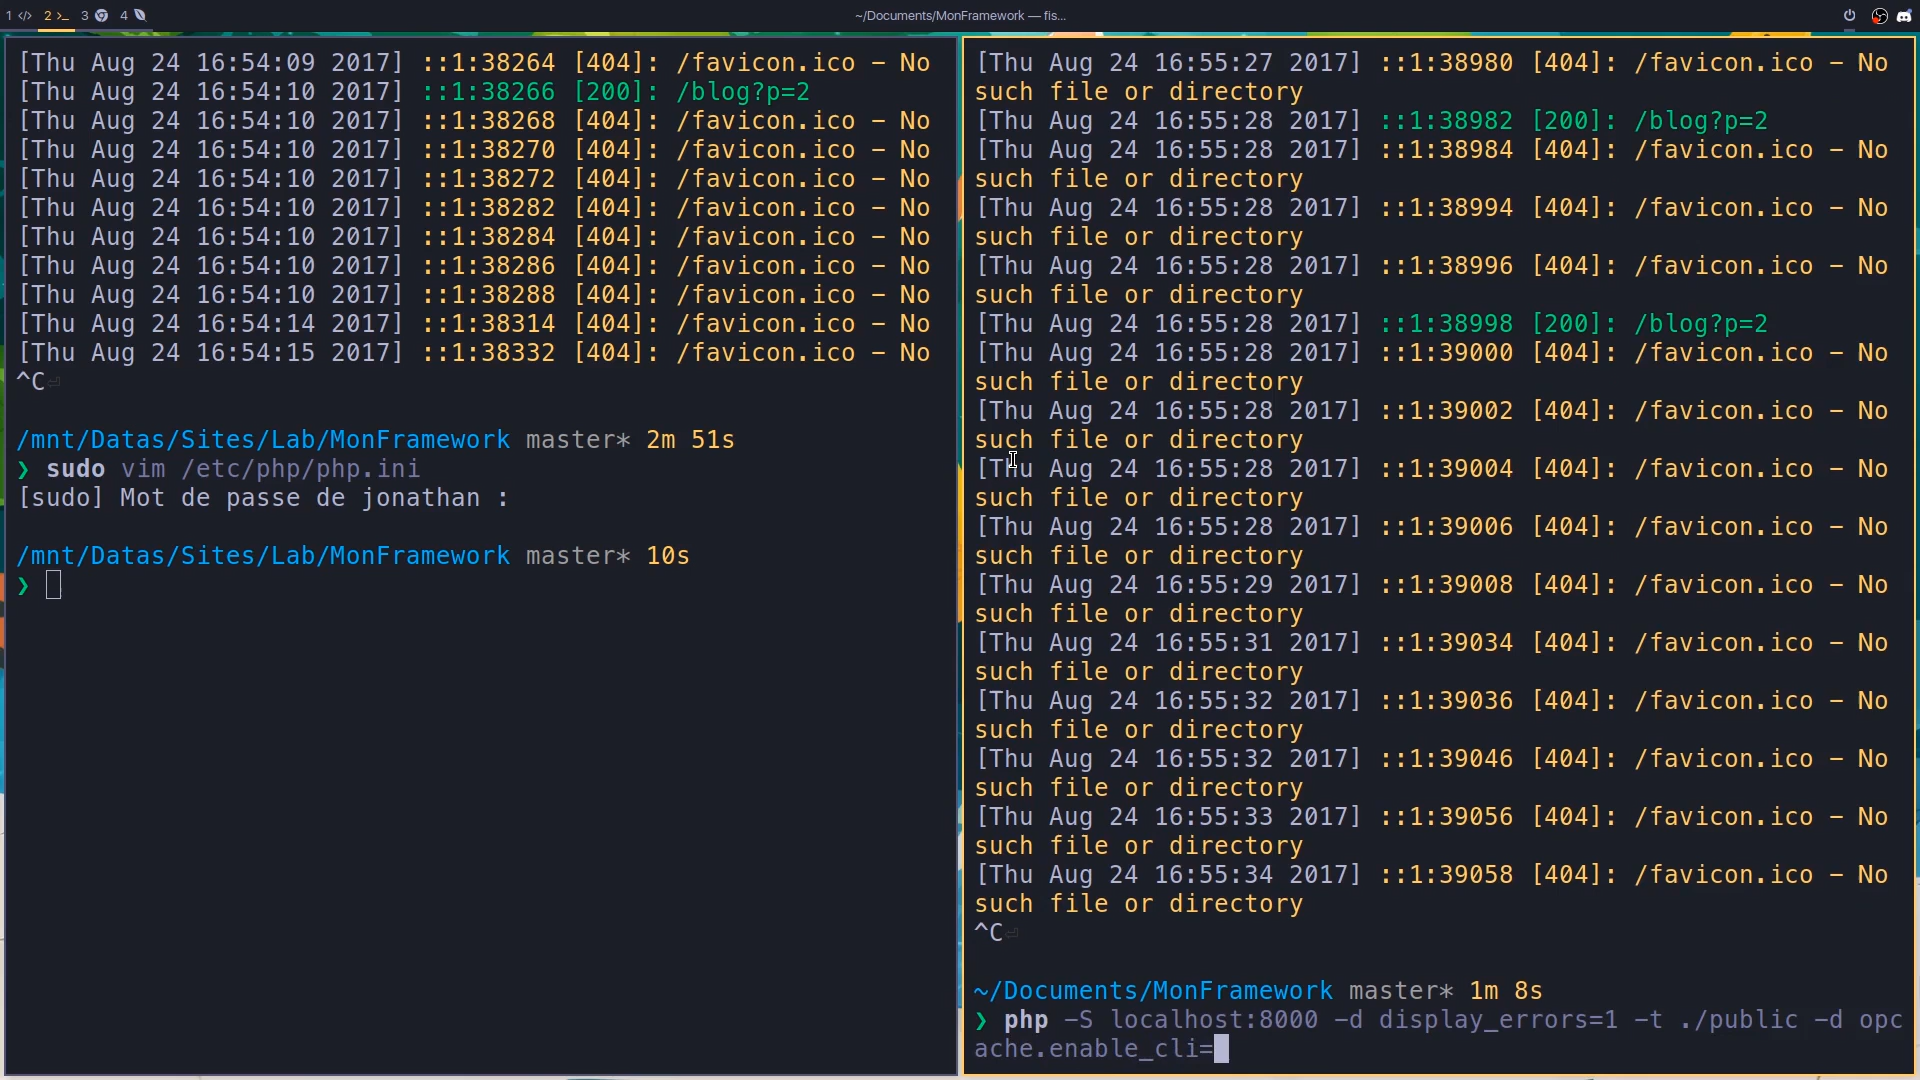 1 </> 2 >_ 3 4
~/Documents/MonFramework — fis...
[Thu Aug 24 16:54:09 2017] ::1:38264 [404]: /favicon.ico - No
[Thu Aug 24 16:54:10 2017] ::1:38266 [200]: /blog?p=2
[Thu Aug 24 16:54:10 2017] ::1:38268 [404]: /favicon.ico - No
[Thu Aug 24 16:54:10 2017] ::1:38270 [404]: /favicon.ico - No
[Thu Aug 24 16:54:10 2017] ::1:38272 [404]: /favicon.ico - No
[Thu Aug 24 16:54:10 2017] ::1:38282 [404]: /favicon.ico - No
[Thu Aug 24 16:54:10 2017] ::1:38284 [404]: /favicon.ico - No
[Thu Aug 24 16:54:10 2017] ::1:38286 [404]: /favicon.ico - No
[Thu Aug 24 16:54:10 2017] ::1:38288 [404]: /favicon.ico - No
[Thu Aug 24 16:54:14 2017] ::1:38314 [404]: /favicon.ico - No
[Thu Aug 24 16:54:15 2017] ::1:38332 [404]: /favicon.ico - No
^C⏎
/mnt/Datas/Sites/Lab/MonFramework master* 2m 51s
❯ sudo vim /etc/php/php.ini
[sudo] Mot de passe de jonathan :
/mnt/Datas/Sites/Lab/MonFramework master* 10s
❯
[Thu Aug 24 16:55:27 2017] ::1:38980 [404]: /favicon.ico - No
such file or directory
[Thu Aug 24 16:55:28 2017] ::1:38982 [200]: /blog?p=2
[Thu Aug 24 16:55:28 2017] ::1:38984 [404]: /favicon.ico - No
such file or directory
[Thu Aug 24 16:55:28 2017] ::1:38994 [404]: /favicon.ico - No
such file or directory
[Thu Aug 24 16:55:28 2017] ::1:38996 [404]: /favicon.ico - No
such file or directory
[Thu Aug 24 16:55:28 2017] ::1:38998 [200]: /blog?p=2
[Thu Aug 24 16:55:28 2017] ::1:39000 [404]: /favicon.ico - No
such file or directory
[Thu Aug 24 16:55:28 2017] ::1:39002 [404]: /favicon.ico - No
such file or directory
[Thu Aug 24 16:55:28 2017] ::1:39004 [404]: /favicon.ico - No
such file or directory
[Thu Aug 24 16:55:28 2017] ::1:39006 [404]: /favicon.ico - No
such file or directory
[Thu Aug 24 16:55:29 2017] ::1:39008 [404]: /favicon.ico - No
such file or directory
[Thu Aug 24 16:55:31 2017] ::1:39034 [404]: /favicon.ico - No
such file or directory
[Thu Aug 24 16:55:32 2017] ::1:39036 [404]: /favicon.ico - No
such file or directory
[Thu Aug 24 16:55:32 2017] ::1:39046 [404]: /favicon.ico - No
such file or directory
[Thu Aug 24 16:55:33 2017] ::1:39056 [404]: /favicon.ico - No
such file or directory
[Thu Aug 24 16:55:34 2017] ::1:39058 [404]: /favicon.ico - No
such file or directory
^C⏎
~/Documents/MonFramework master* 1m 8s
❯ php -S localhost:8000 -d display_errors=1 -t ./public -d opc
ache.enable_cli=